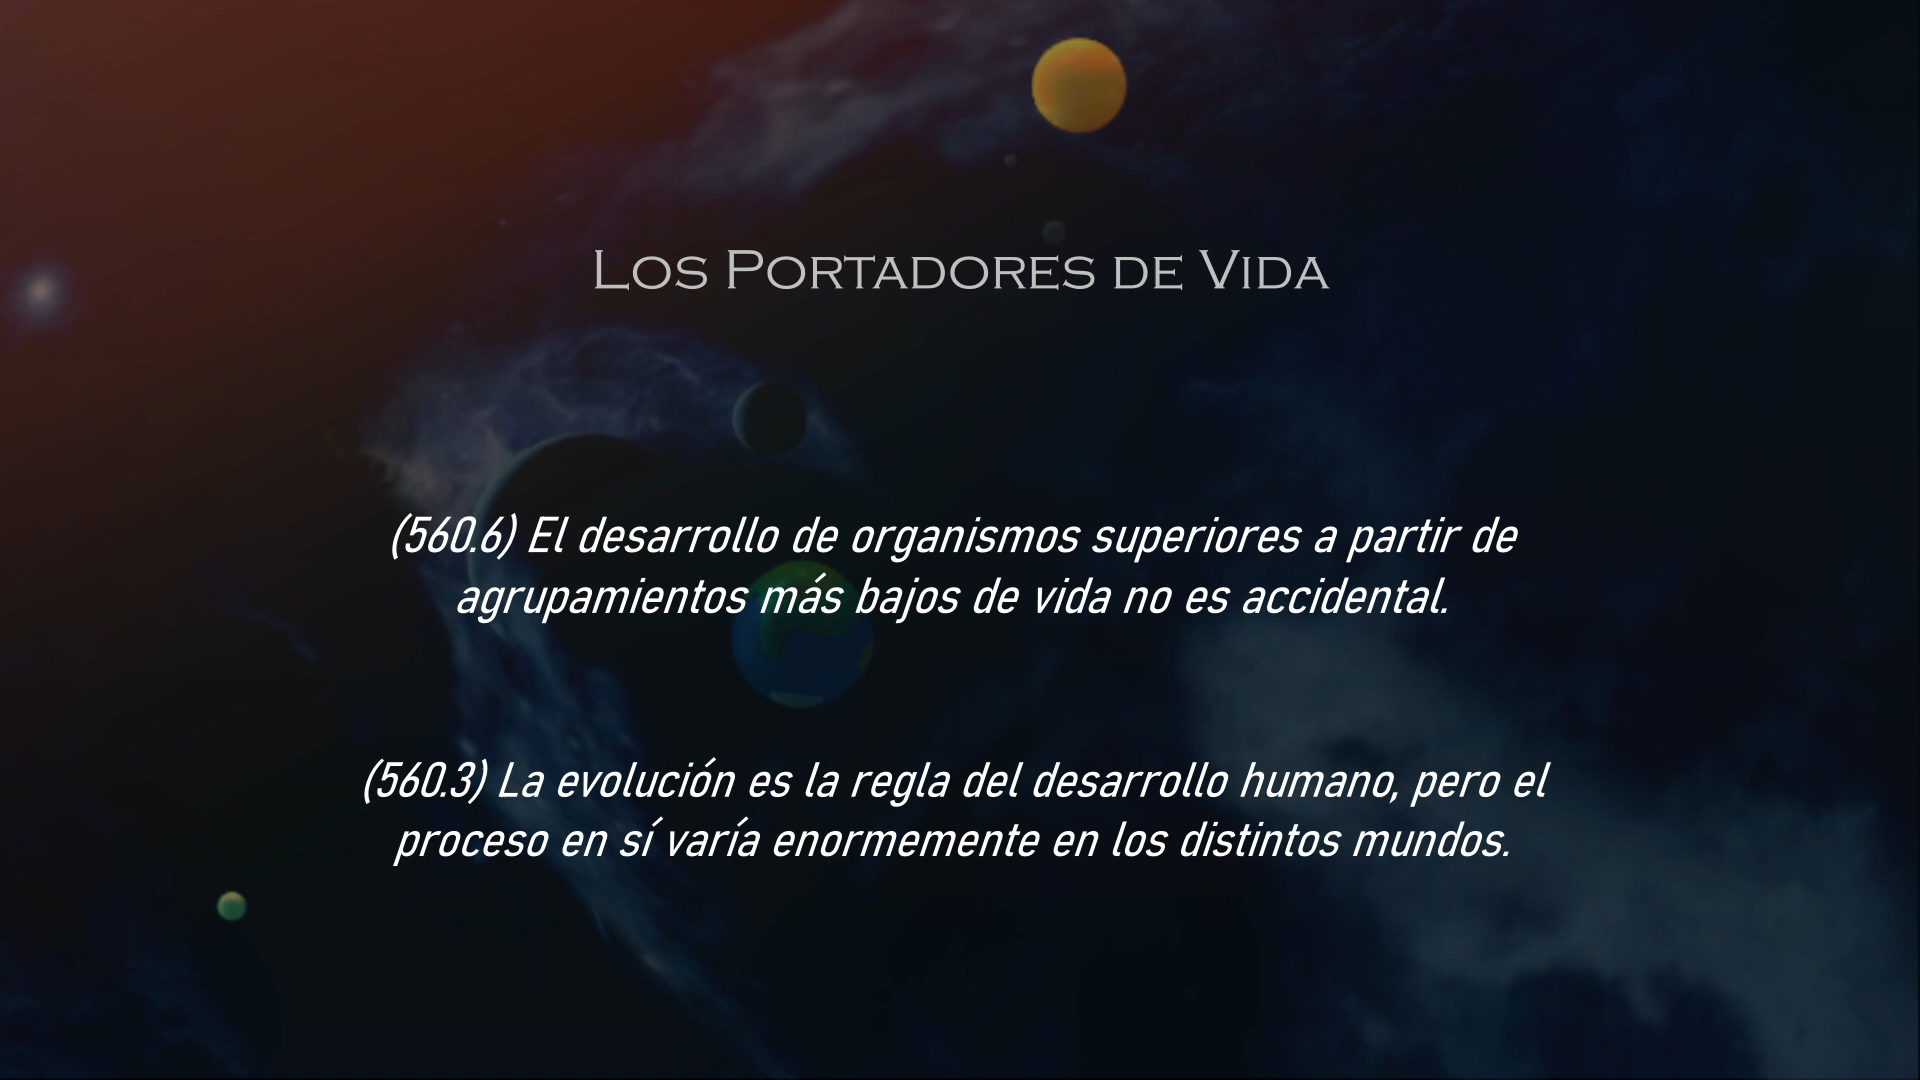 Los Portadores de Vida
(560.6) El desarrollo de organismos superiores a partir de
agrupamientos más bajos de vida no es accidental.
(560.3) La evolución es la regla del desarrollo humano, pero el
proceso en sí varía enormemente en los distintos mundos.